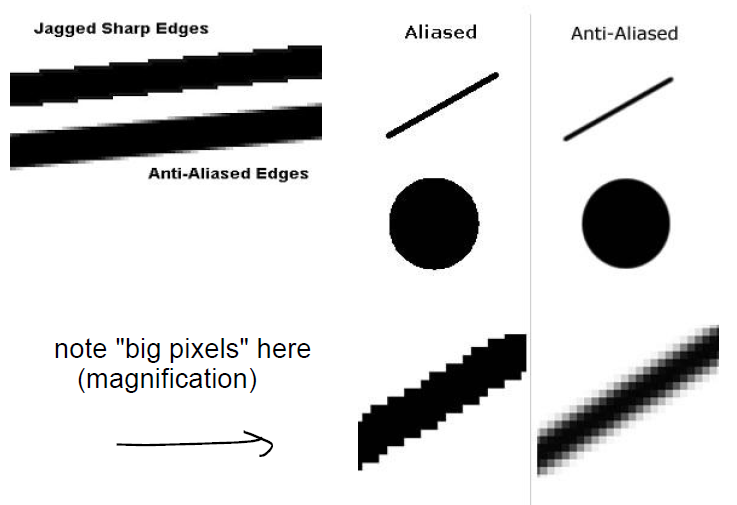 Jagged Sharp Edges
Anti-Aliased Edges
Aliased
Anti-Aliased
note "big pixels" here
(magnification)